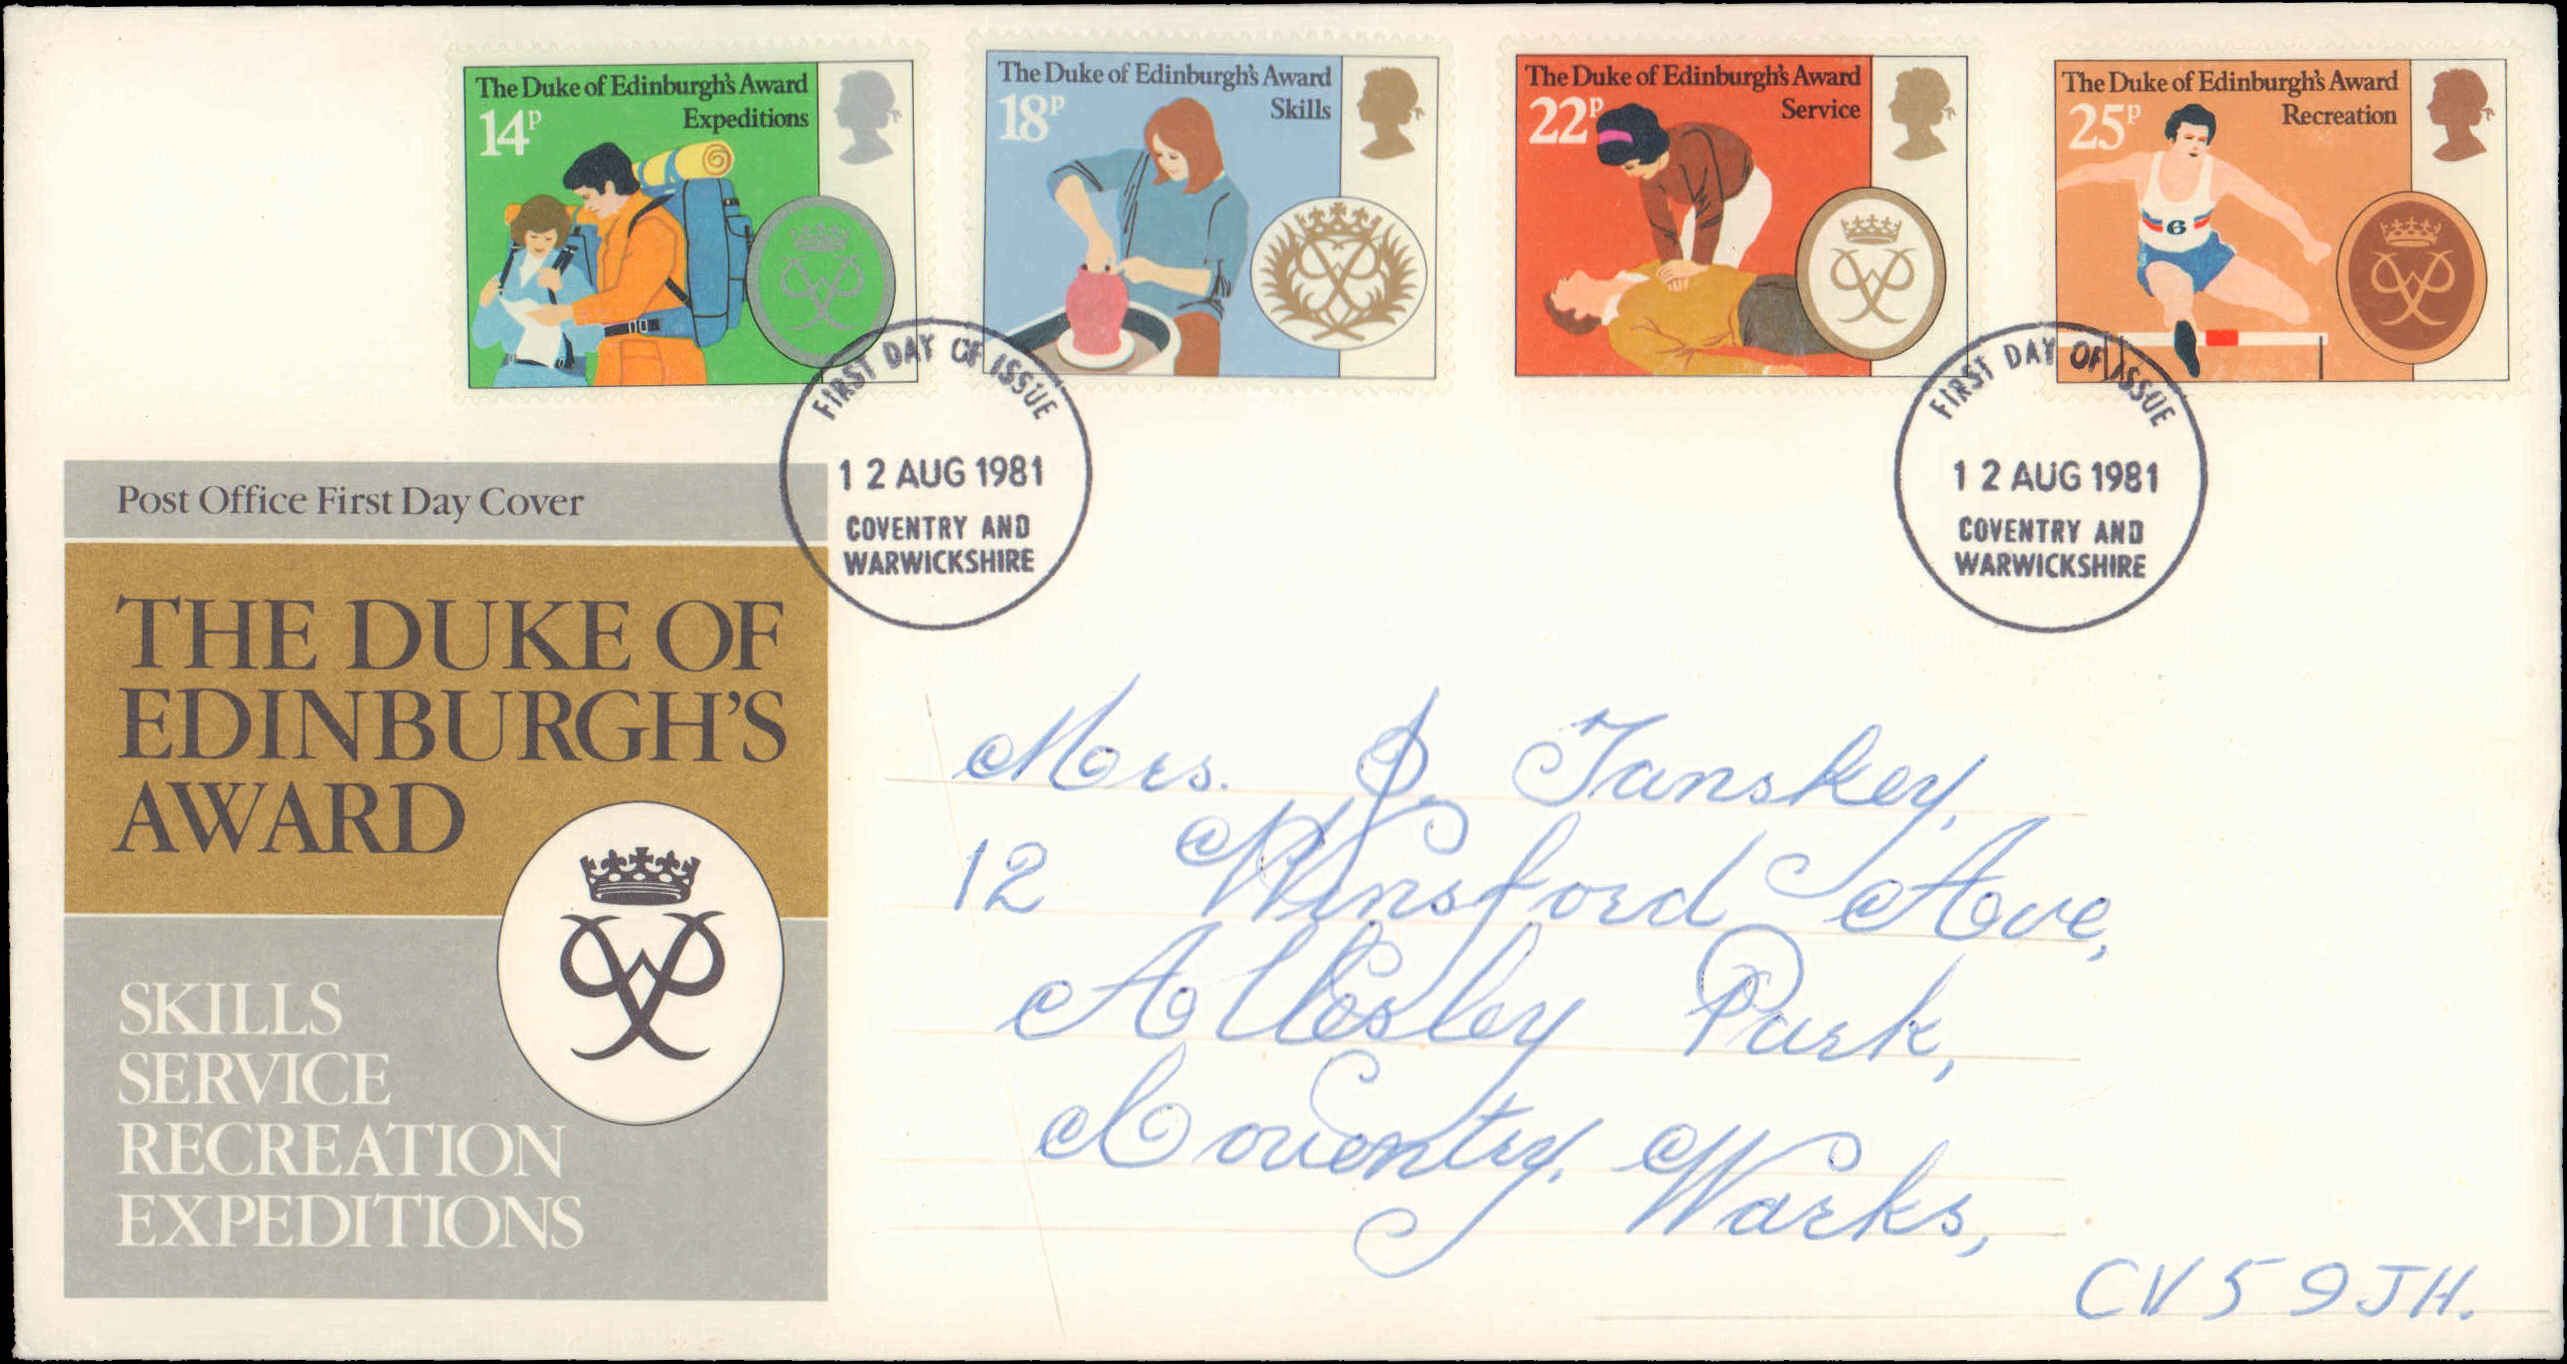 The Duke of Edinburgh's Award
Expeditions
14P
The Duke of Edinburgh's Award
Skills
18P
The Duke of Edinburgh's Award
Service
22P
The Duke of Edinburgh's Award
Recreation
25P
6
FIRST DAY OF ISSUE
12 AUG 1981
COVENTRY AND
WARWICKSHIRE
FIRST DAY OF ISSUE
12 AUG 1981
COVENTRY AND
WARWICKSHIRE
Post Office First Day Cover
THE DUKE OF
EDINBURGH'S
AWARD
SKILLS
SERVICE
RECREATION
EXPEDITIONS
Mrs. J. Tanskey,
12 Winsford Ave,
Allesley Park,
Coventry. Warks,
CV5 9JH.